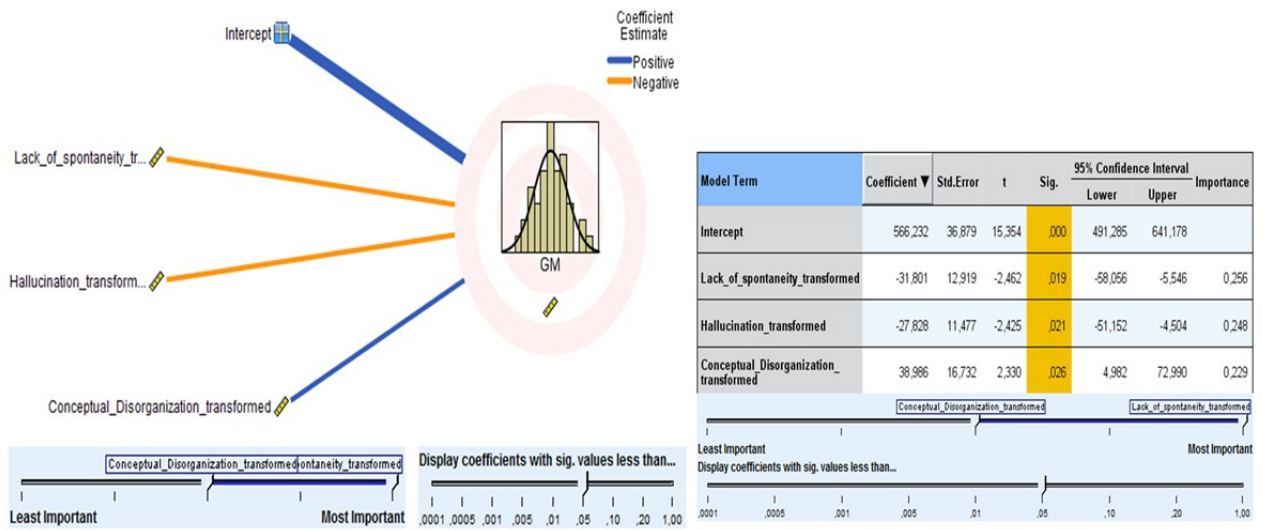 Coefficient
Estimate
Positive
Negative
Intercept
Lack_of_spontaneity_tr...
Hallucination_transform...
Conceptual_Disorganization_transformed
GM
Conceptual_Disorganization_transformed ontaneity_transformed
Least Important Most Important
Display coefficients with sig. values less than...
,0001 ,0005 ,001 ,005 ,01 ,05 ,10 ,20 1,00
Model Term Coefficient ▼ Std.Error t Sig. 95% Confidence Interval Importance
Lower Upper
Intercept 566,232 36,879 15,354 ,000 491,285 641,178
Lack_of_spontaneity_transformed -31,801 12,919 -2,462 ,019 -58,056 -5,546 0,256
Hallucination_transformed -27,828 11,477 -2,425 ,021 -51,152 -4,504 0,248
Conceptual_Disorganization_
transformed 38,986 16,732 2,330 ,026 4,982 72,990 0,229
Conceptual_Disorganization_transformed Lack_of_spontaneity_transformed
Least Important Most Important
Display coefficients with sig. values less than...
,0001 ,0005 ,001 ,005 ,01 ,05 ,10 ,20 1,00